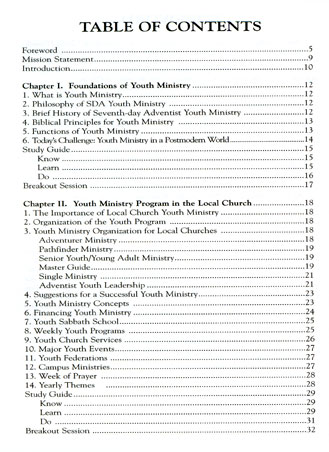 TABLE OF CONTENTS
Foreword ....................5
Mission Statement....................9
Introduction....................10
Chapter I. Foundations of Youth Ministry....................12
1. What is Youth Ministry....................12
2. Philosophy of SDA Youth Ministry ....................12
3. Brief History of Seventh-day Adventist Youth Ministry ....................12
4. Biblical Principles for Youth Ministry ....................13
5. Functions of Youth Ministry....................13
6. Today's Challenge: Youth Ministry in a Postmodern World....................14
Study Guide....................15
Know ....................15
Learn....................15
Do ....................16
Breakout Session ....................17
Chapter II. Youth Ministry Program in the Local Church....................18
1. The Importance of Local Church Youth Ministry....................18
2. Organization of the Youth Program ....................18
3. Youth Ministry Organization for Local Churches ....................18
Adventurer Ministry....................18
Pathfinder Ministry....................19
Senior Youth/Young Adult Ministry....................19
Master Guide....................19
Single Ministry ....................21
Adventist Youth Leadership....................21
4. Suggestions for a Successful Youth Ministry....................23
5. Youth Ministry Concepts ....................23
6. Financing Youth Ministry ....................24
7. Youth Sabbath School....................25
8. Weekly Youth Programs ....................25
9. Youth Church Services ....................26
10. Major Youth Events....................27
11. Youth Federations ....................27
12. Campus Ministries....................27
13. Week of Prayer ....................28
14. Yearly Themes ....................28
Study Guide....................29
Know....................29
Learn ....................29
Do....................31
Breakout Session ....................32